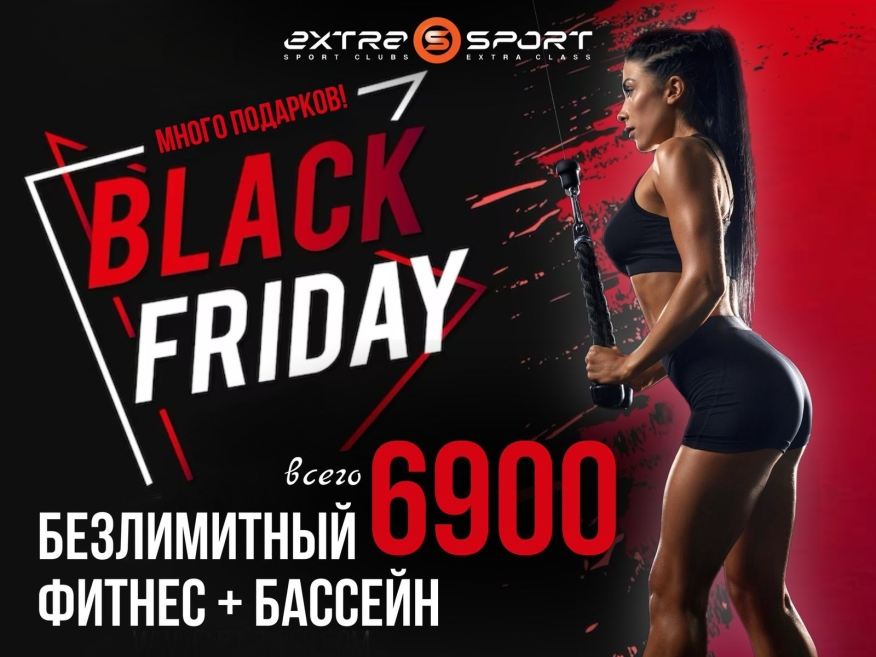 EXTRA S SPORT
SPORT CLUBS EXTRA CLASS
МНОГО ПОДАРКОВ!
BLACK
FRIDAY
всего 6900
БЕЗЛИМИТНЫЙ
ФИТНЕС + БАССЕЙН